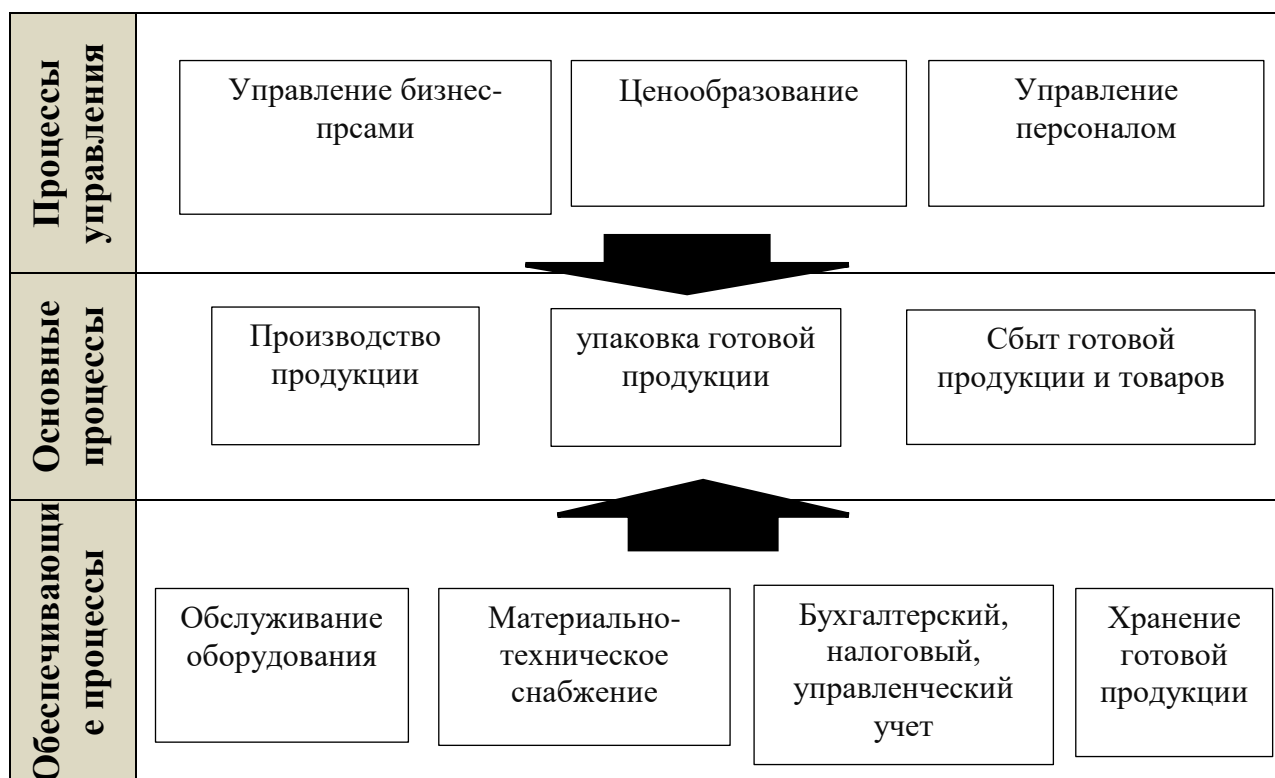 Процессы
управления
Управление бизнес-
прсами
Ценообразование
Управление
персоналом
Основные
процессы
Производство
продукции
упаковка готовой
продукции
Сбыт готовой
продукции и товаров
Обеспечивающи
е процессы
Обслуживание
оборудования
Материально-
техническое
снабжение
Бухгалтерский,
налоговый,
управленческий
учет
Хранение
готовой
продукции